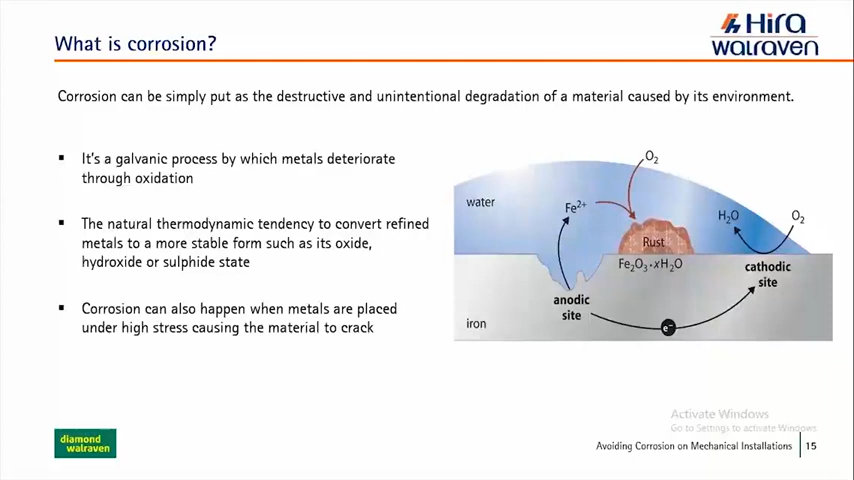 What is corrosion?
Hira
walraven
Corrosion can be simply put as the destructive and unintentional degradation of a material caused by its environment.
▪ It's a galvanic process by which metals deteriorate
through oxidation
▪ The natural thermodynamic tendency to convert refined
metals to a more stable form such as its oxide,
hydroxide or sulphide state
▪ Corrosion can also happen when metals are placed
under high stress causing the material to crack
O₂
water
Fe²⁺
H₂O
O₂
Rust
Fe₂O₃·xH₂O
cathodic
site
anodic
site
iron
e⁻
Activate Windows
Go to Settings to activate Windows.
diamond
walraven
Avoiding Corrosion on Mechanical Installations
15